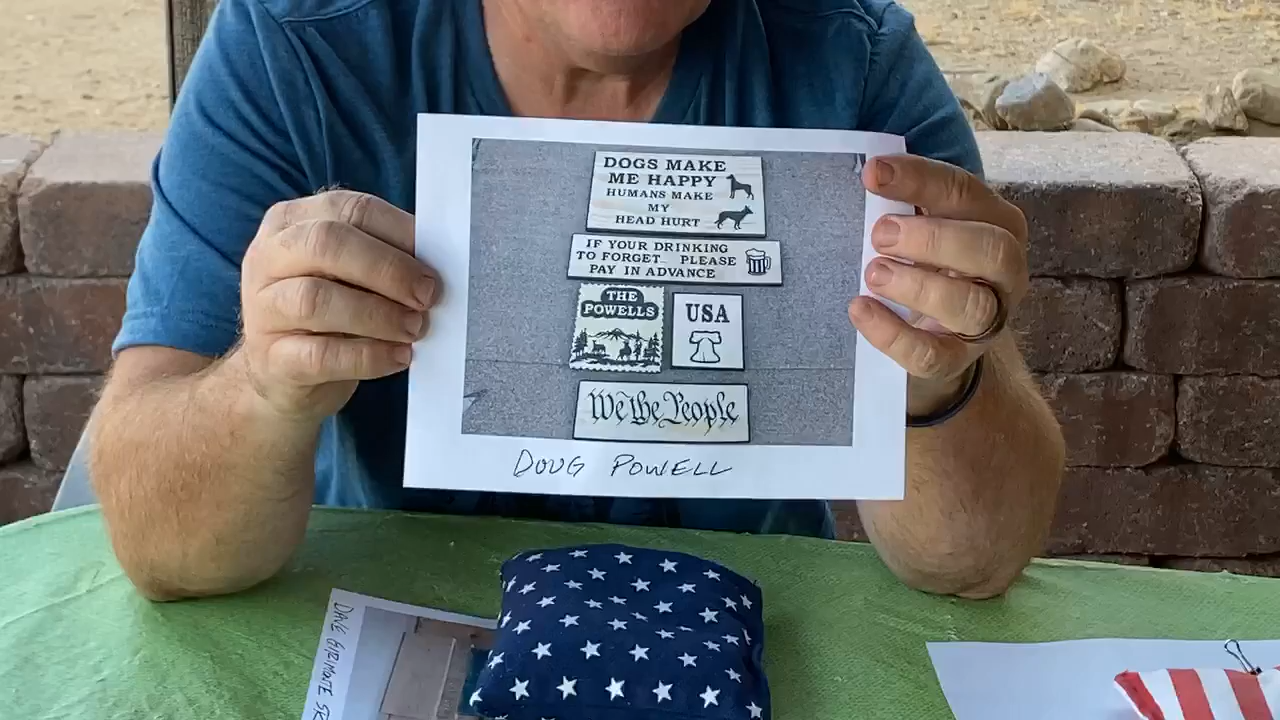 DOGS MAKE
ME HAPPY
HUMANS MAKE
MY
HEAD HURT
IF YOUR DRINKING
TO FORGET.. PLEASE
PAY IN ADVANCE
THE
POWELLS
USA
We the People
DOUG POWELL
DAVE